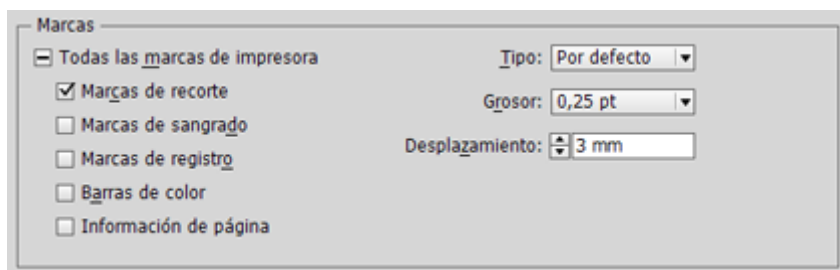 Marcas
Todas las marcas de impresora
Marcas de recorte
Marcas de sangrado
Marcas de registro
Barras de color
Información de página
Tipo: Por defecto
Grosor: 0,25 pt
Desplazamiento: 3 mm